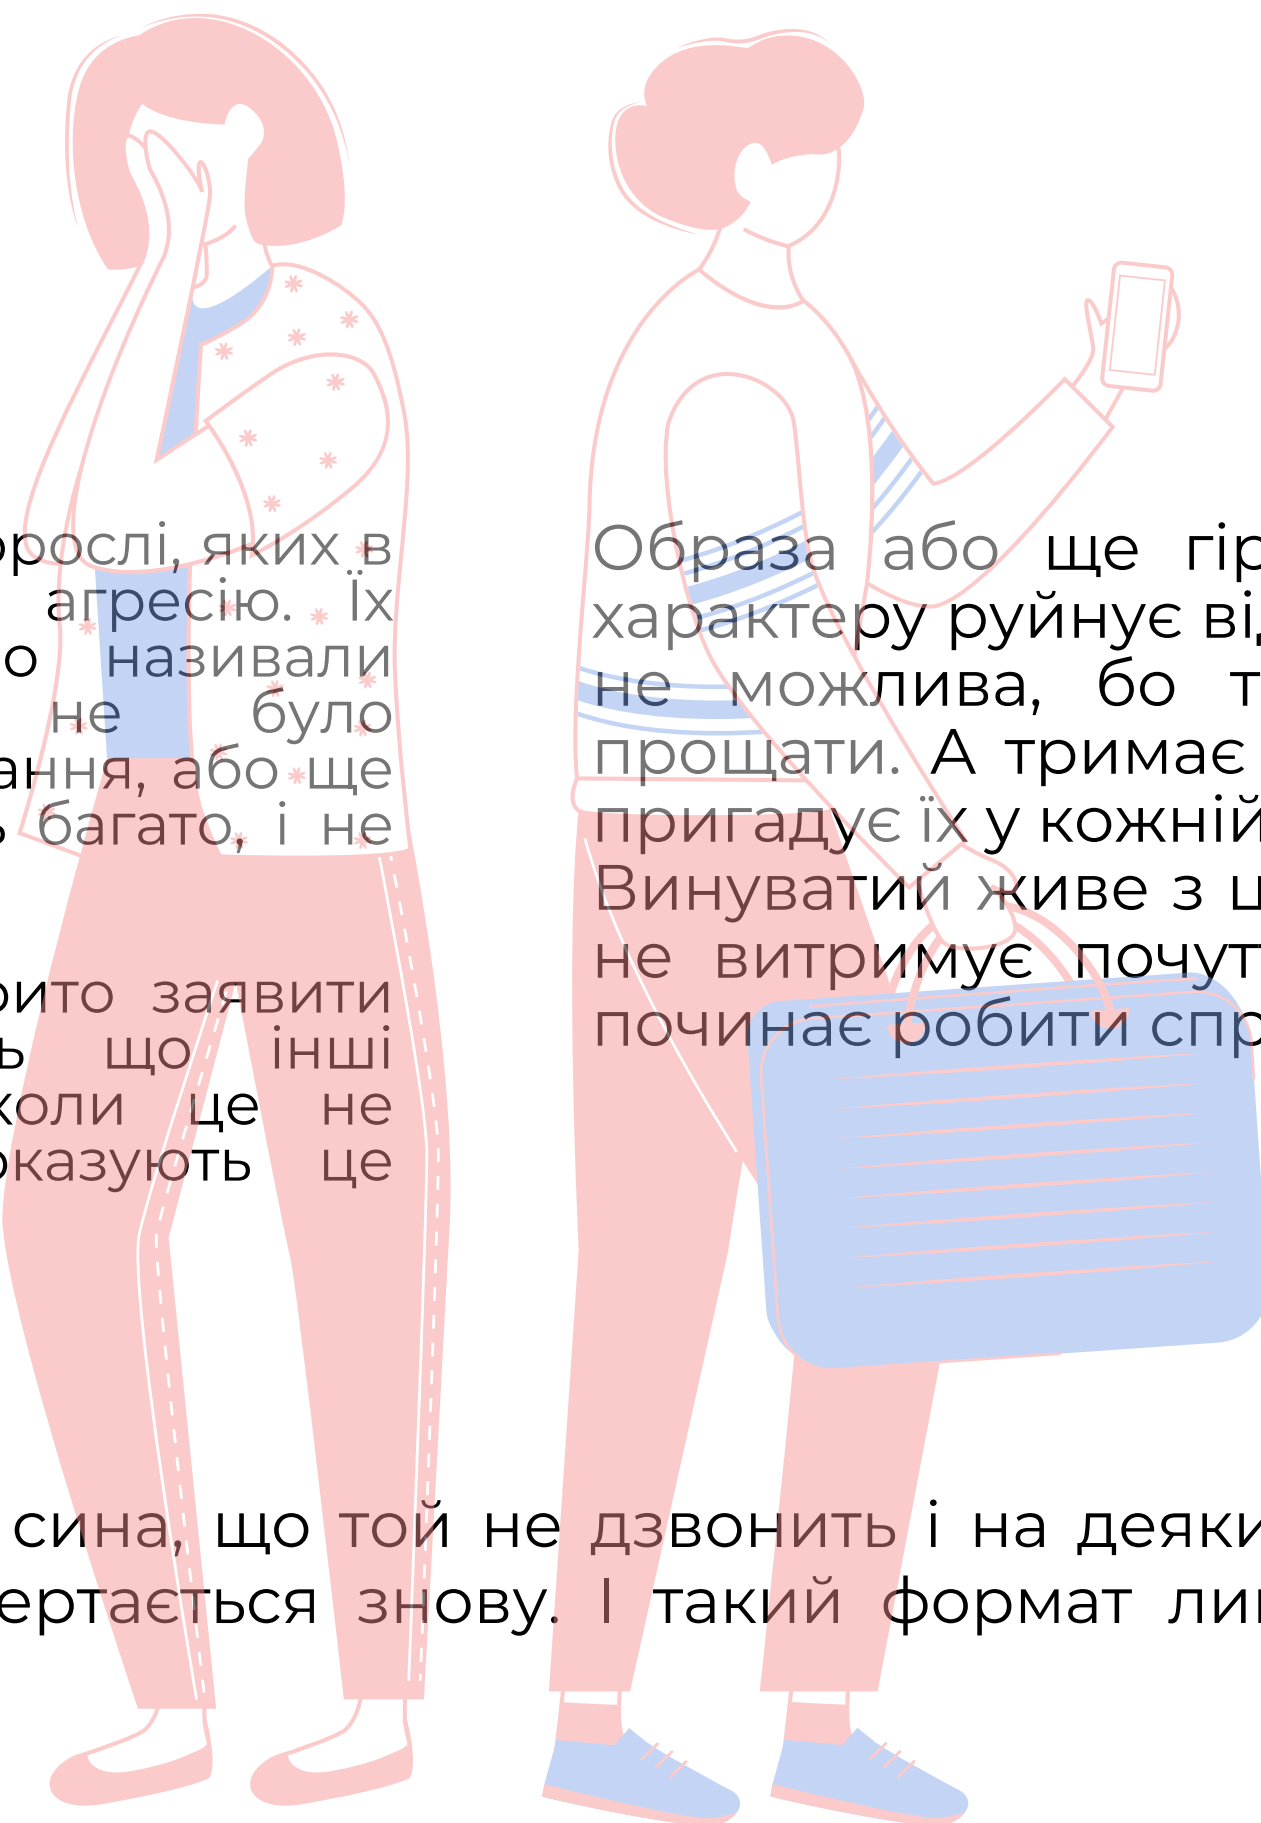 орослі, яких в
агресію. Їх
о називали
не було
ання, або ще
ь багато, і не
рито заявити
ь що інші
коли це не
оказують це
Образа або ще гір
характеру руйнує від
не можлива, бо т
прощати. А тримає
пригадує їх у кожній
Винуватий живе з ц
не витримує почут
починає робити спр
сина, що той не дзвонить і на деяки
ертається знову. І такий формат ли